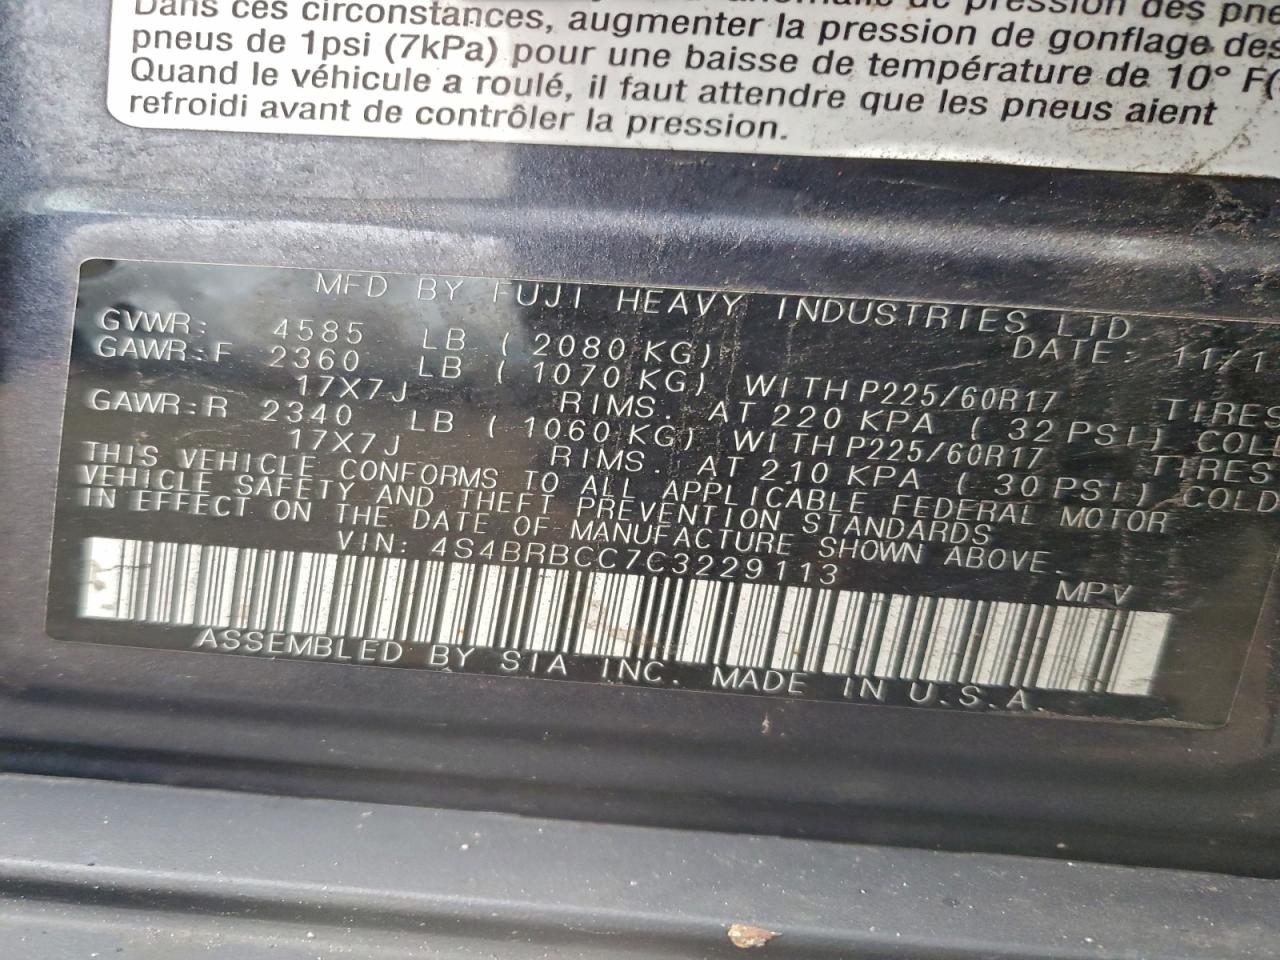 de pression des
Dans ces circonstances, augmenter la pression de gonflage des
pneus de 1psi (7kPa) pour une baisse de température de 10° F(
Quand le véhicule a roulé, il faut attendre que les pneus aient
refroidi avant de contrôler la pression.
MFD BY FUJI HEAVY INDUSTRIES LTD
GVWR: 4585 LB ( 2080 KG) DATE: 11/1
GAWR:F 2360 LB ( 1070 KG) WITH P225/60R17 TIRES
17X7J RIMS. AT 220 KPA ( 32 PSI) COLD
GAWR:R 2340 LB ( 1060 KG) WITH P225/60R17 TIRES
17X7J RIMS. AT 210 KPA ( 30 PSI) COLD
THIS VEHICLE CONFORMS TO ALL APPLICABLE FEDERAL MOTOR
VEHICLE SAFETY AND THEFT PREVENTION STANDARDS
IN EFFECT ON THE DATE OF MANUFACTURE SHOWN ABOVE.
VIN: 4S4BRBCC7C3229113 MPV
ASSEMBLED BY SIA INC. MADE IN U.S.A.